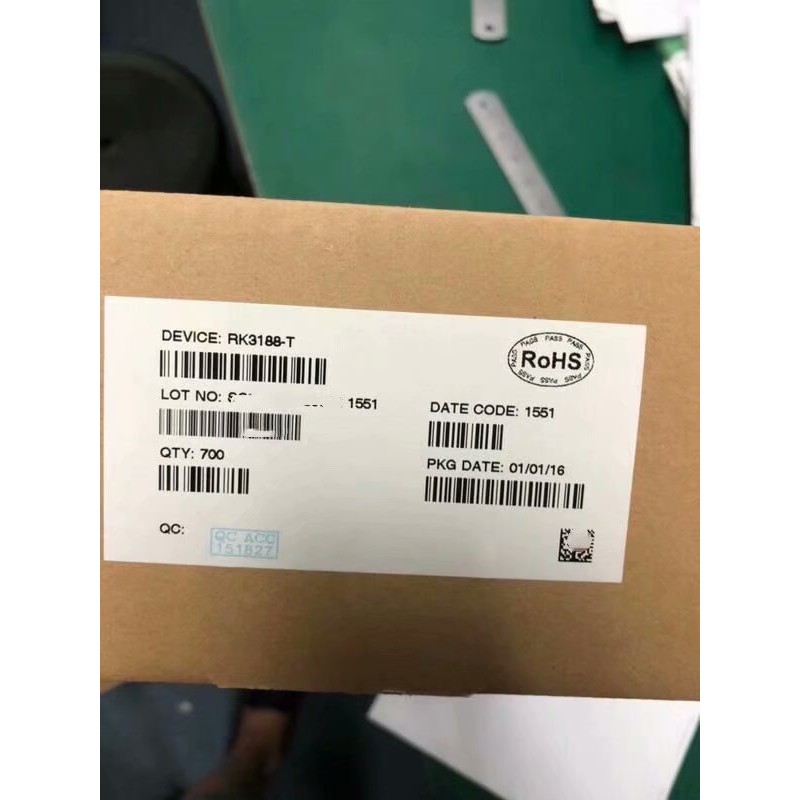 DEVICE: RK3188-T
PASS PASS PASS PASS PASS PASS PASS
RoHS
LOT NO: 1551
DATE CODE: 1551
QTY: 700
PKG DATE: 01/01/16
QC:
QC ACC
151827